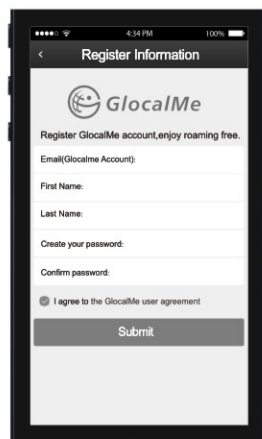 4:34 PM 100%
Register Information
GlocalMe
Register GlocalMe account,enjoy roaming free.
Email(Glocalme Account):
First Name:
Last Name:
Create your password:
Confirm password:
I agree to the GlocalMe user agreement
Submit